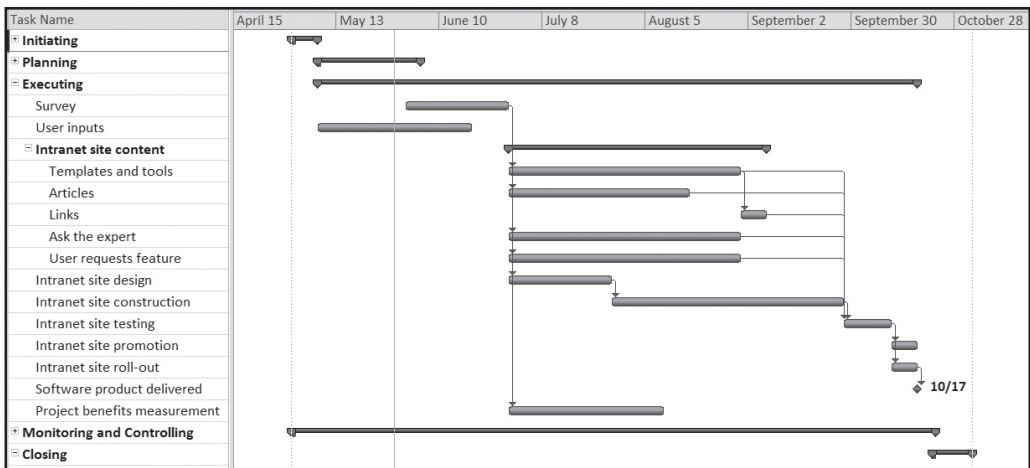 Task Name April 15 May 13 June 10 July 8 August 5 September 2 September 30 October 28
Initiating
Planning
Executing
Survey
User inputs
Intranet site content
Templates and tools
Articles
Links
Ask the expert
User requests feature
Intranet site design
Intranet site construction
Intranet site testing
Intranet site promotion
Intranet site roll-out
Software product delivered 10/17
Project benefits measurement
Monitoring and Controlling
Closing